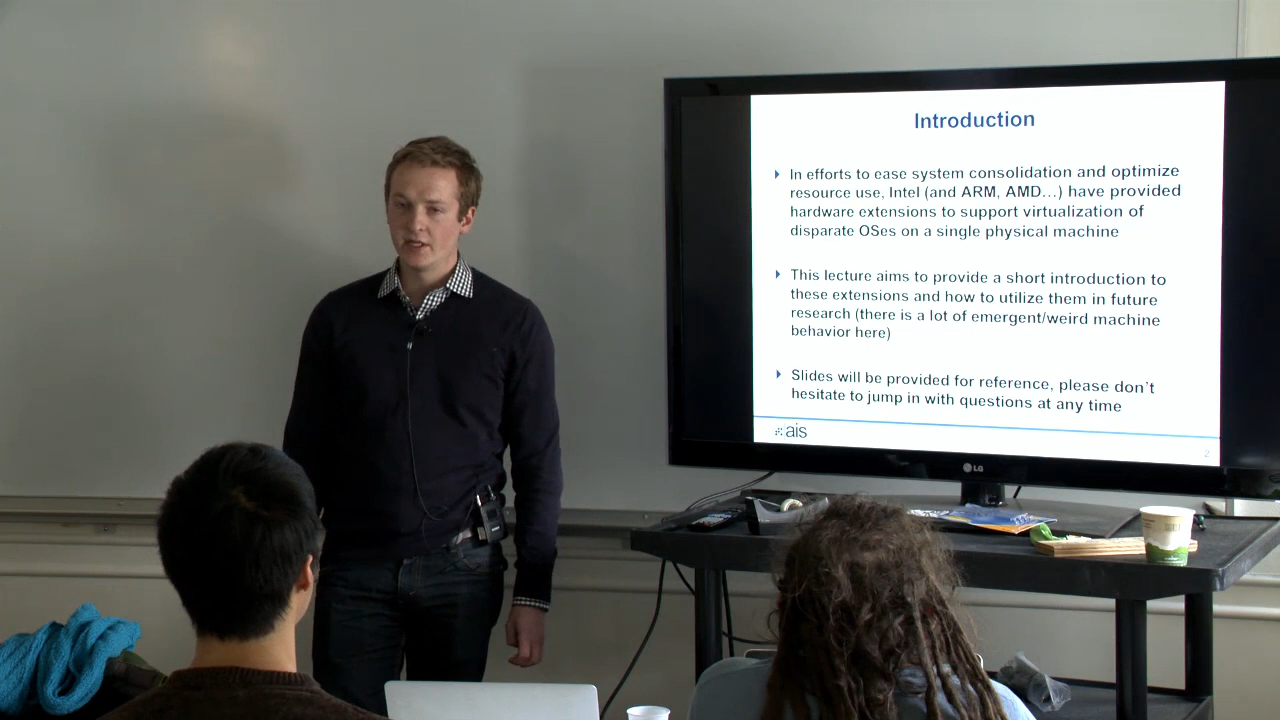 Introduction
In efforts to ease system consolidation and optimize
resource use, Intel (and ARM, AMD...) have provided
hardware extensions to support virtualization of
disparate OSes on a single physical machine
This lecture aims to provide a short introduction to
these extensions and how to utilize them in future
research (there is a lot of emergent/weird machine
behavior here)
Slides will be provided for reference, please don't
hesitate to jump in with questions at any time
ais
2
LG